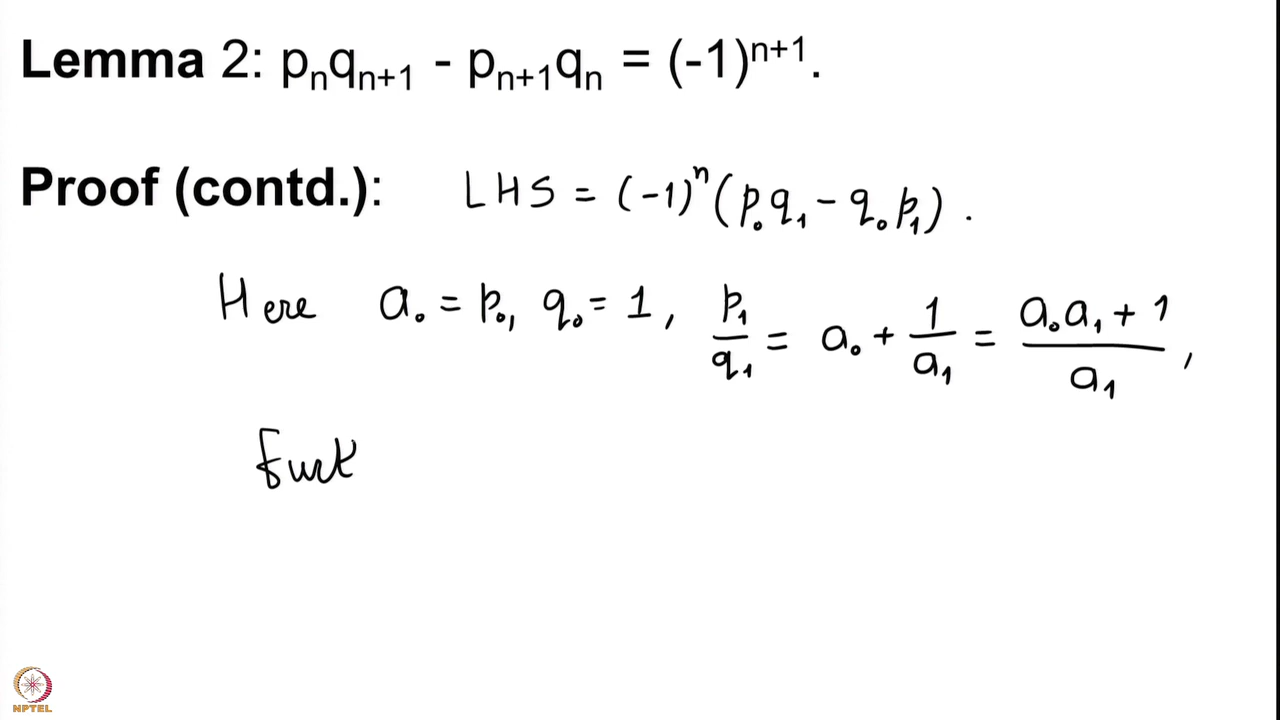 Lemma 2: pₙqₙ₊₁ - pₙ₊₁qₙ = (-1)ⁿ⁺¹.
Proof (contd.): LHS = (-1)ⁿ (p₀q₁ - q₀p₁) .
Here a₀ = p₀, q₀ = 1, p₁/q₁ = a₀ + 1/a₁ = (a₀a₁ + 1)/a₁ ,
NPTEL